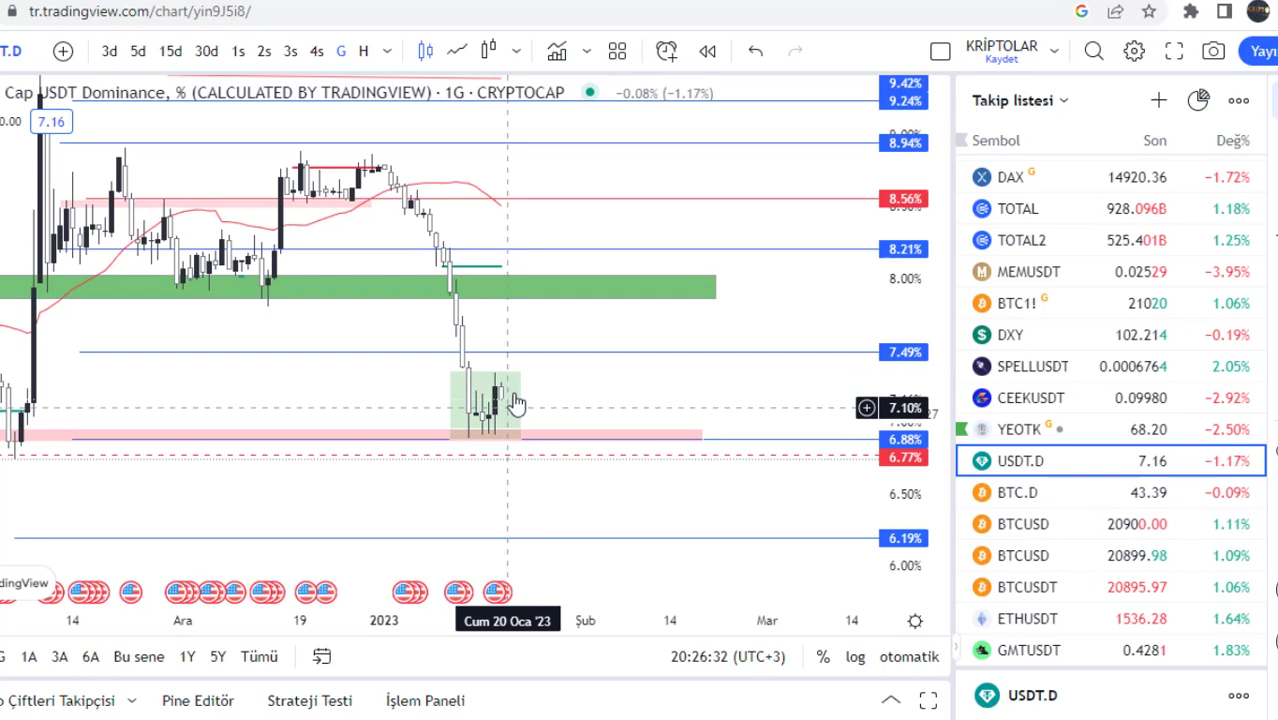 tr.tradingview.com/chart/yin9J5i8/
T.D 3d 5d 15d 30d 1s 2s 3s 4s G H KRİPTOLAR Kaydet Yayı
Cap USDT Dominance, % (CALCULATED BY TRADINGVIEW) · 1G · CRYPTOCAP −0.08% (−1.17%)
0.00 7.16
9.42%
9.24%
8.94%
8.56%
8.21%
8.00%
7.49%
7.10%
6.88%
6.77%
6.50%
6.19%
6.00%
dingView
14 Ara 19 2023 Cum 20 Oca '23 Şub 14 Mar 14
G 1A 3A 6A Bu sene 1Y 5Y Tümü 20:26:32 (UTC+3) % log otomatik
o Çiftleri Takipçisi Pine Editör Strateji Testi İşlem Paneli
Takip listesi
Sembol Son Değ%
DAX G 14920.36 −1.72%
TOTAL 928.096B 1.18%
TOTAL2 525.401B 1.25%
MEMUSDT 0.02529 −3.95%
BTC1! G 21020 1.06%
DXY 102.214 −0.19%
SPELLUSDT 0.0006764 2.05%
CEEKUSDT 0.09980 −2.92%
YEOTK G 68.20 −2.50%
USDT.D 7.16 −1.17%
BTC.D 43.39 −0.09%
BTCUSD 20900.00 1.11%
BTCUSD 20899.98 1.09%
BTCUSDT 20895.97 1.06%
ETHUSDT 1536.28 1.64%
GMTUSDT 0.4281 1.83%
USDT.D